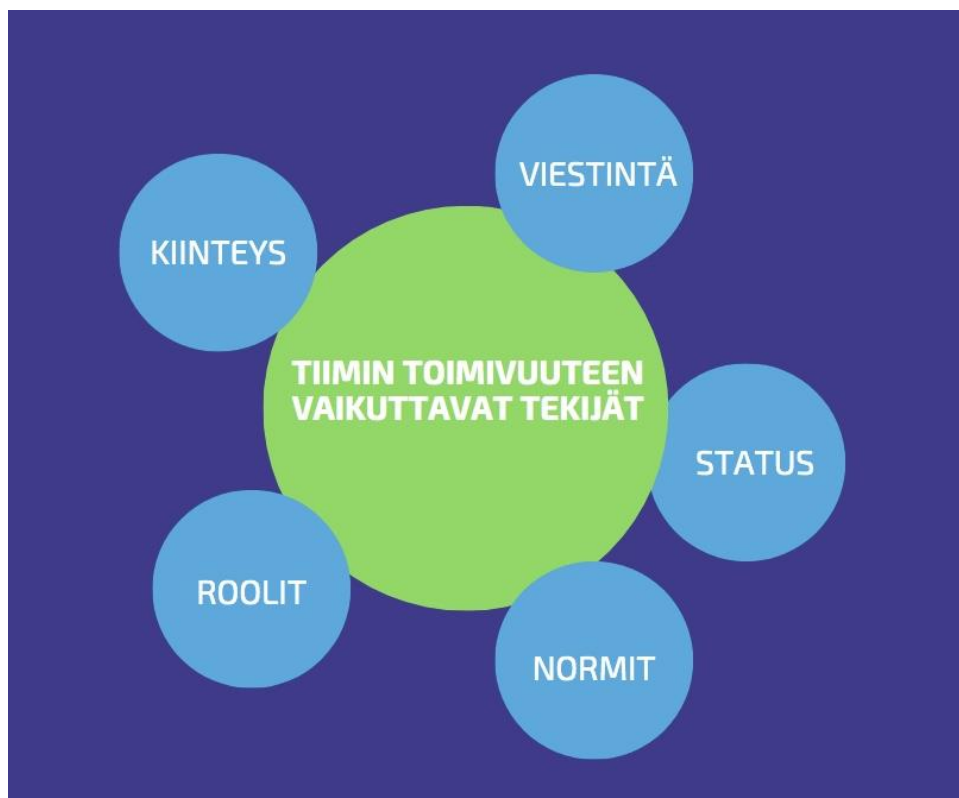 VIESTINTÄ
KIINTEYS
TIIMIN TOIMIVUUTEEN
VAIKUTTAVAT TEKIJÄT
STATUS
ROOLIT
NORMIT